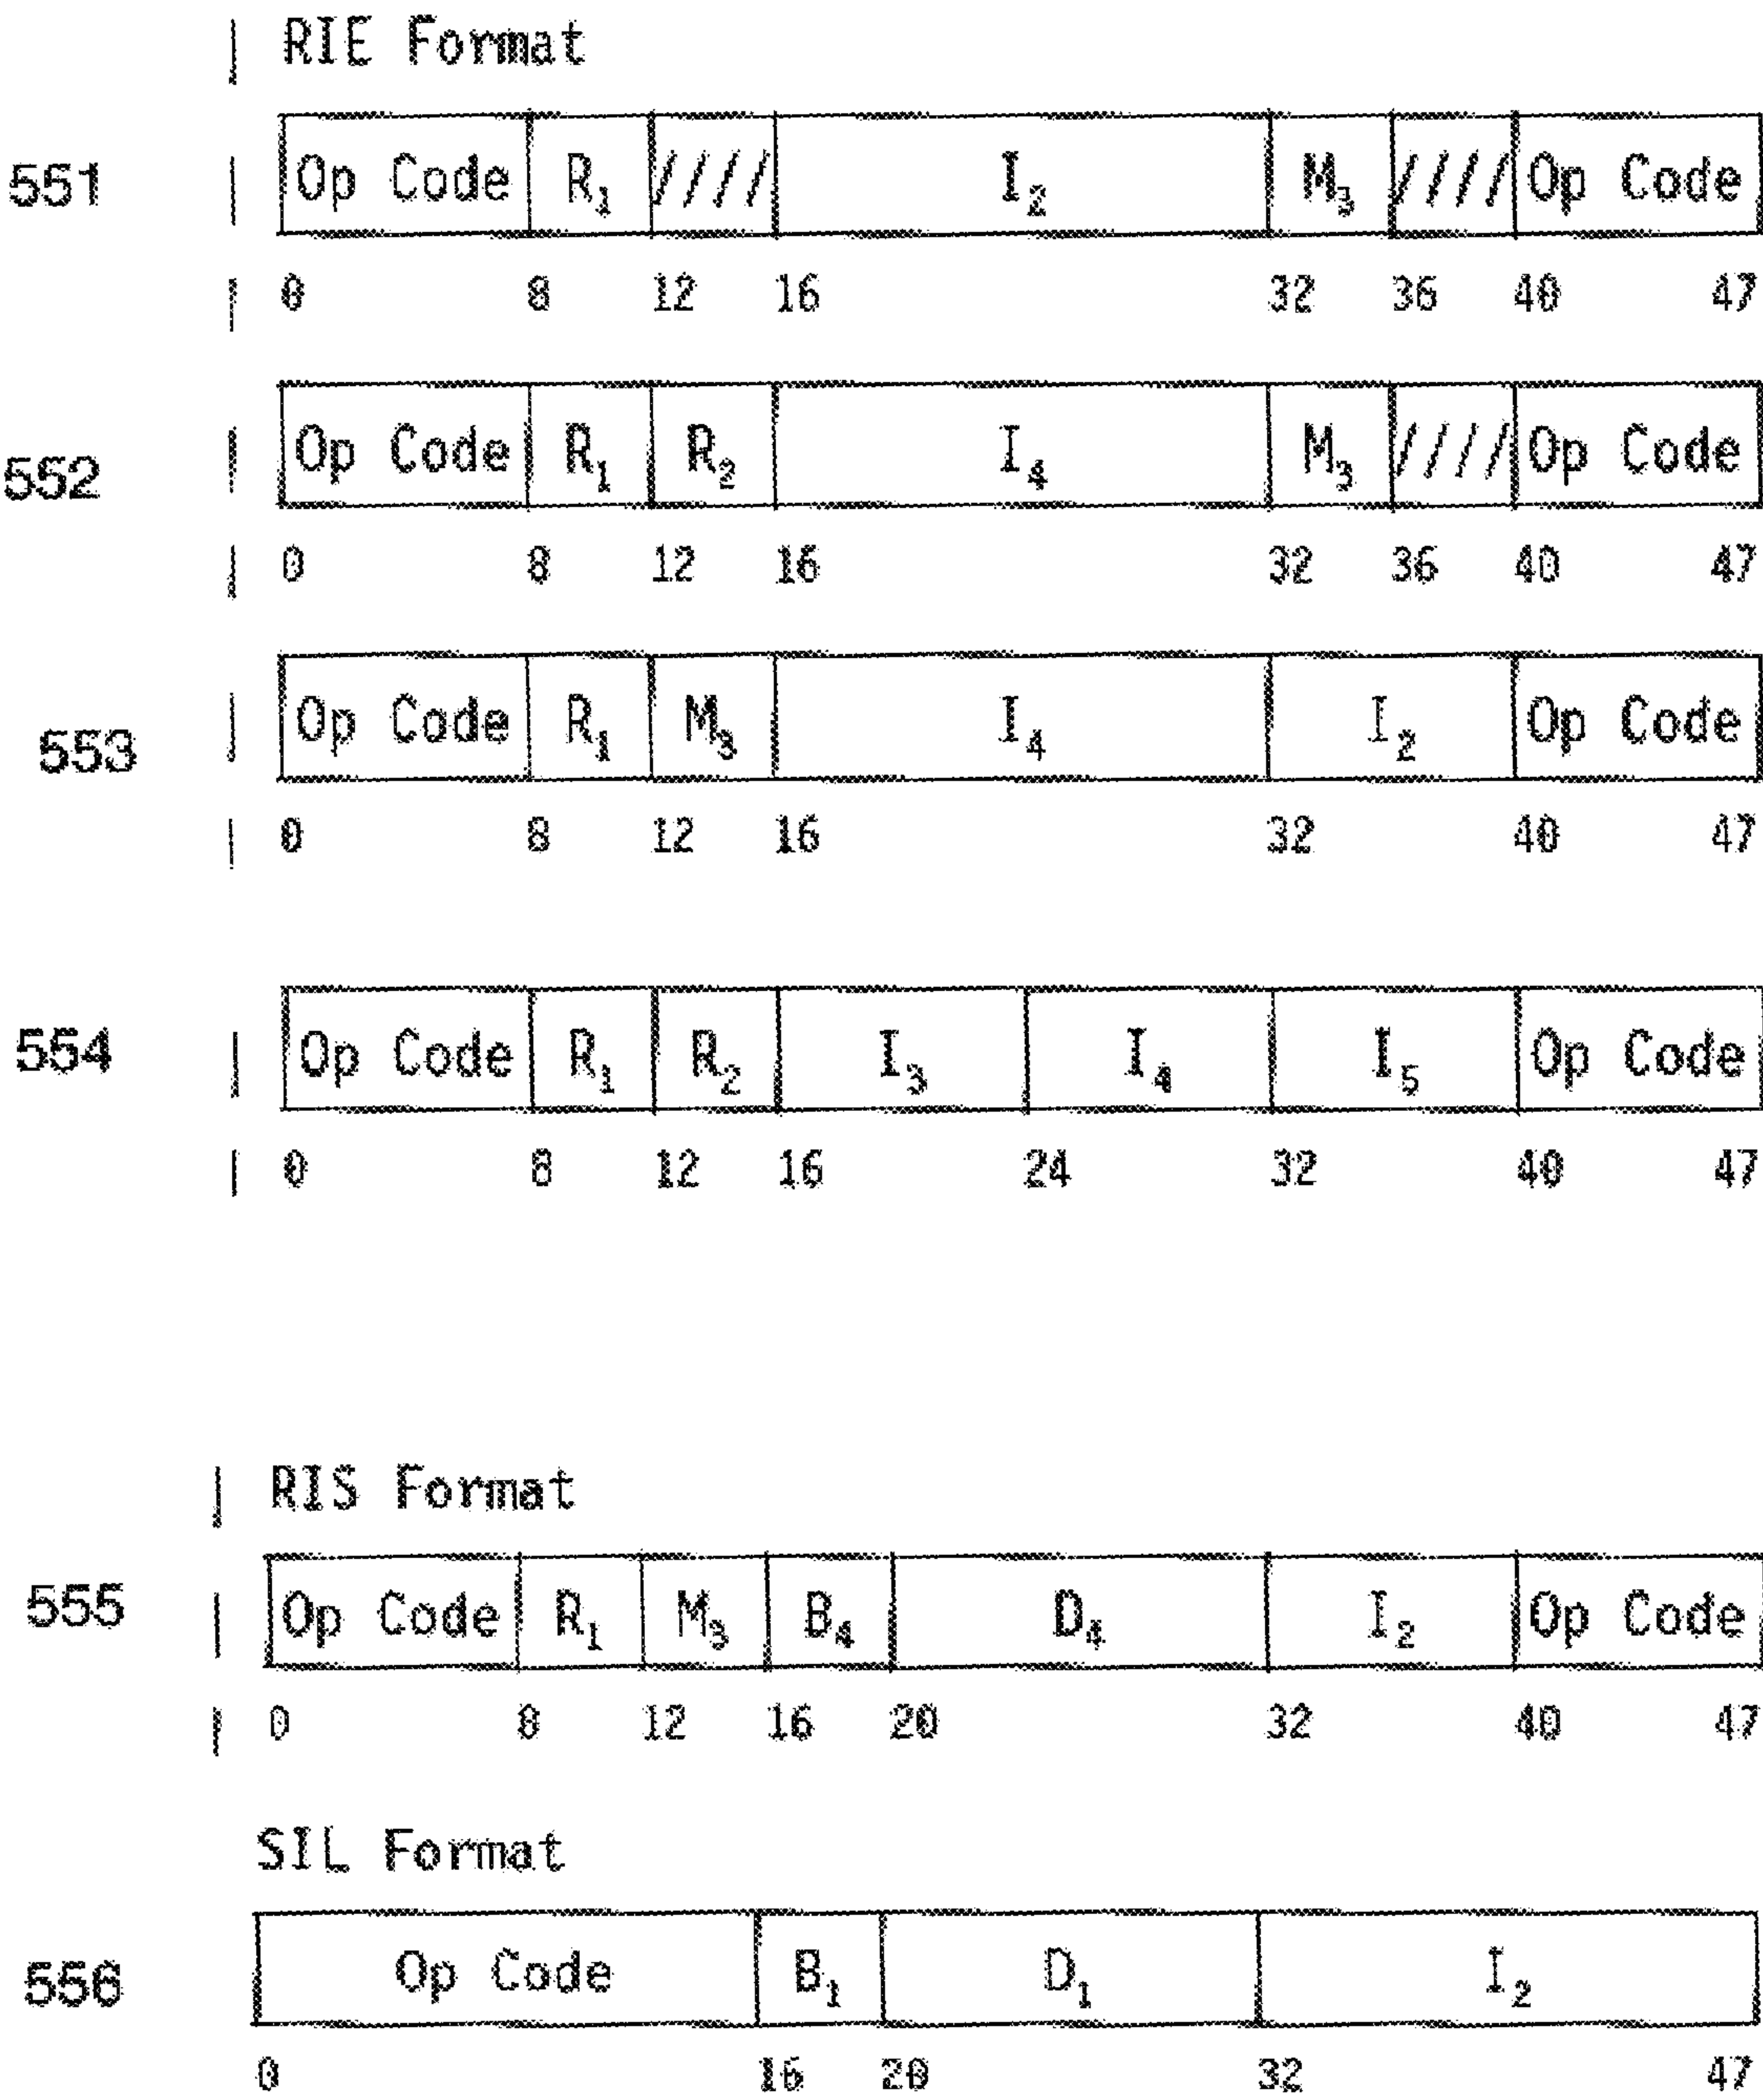 | RIE Format
551 | Op Code R₁ //// I₂ M₃ //// Op Code
| 0 8 12 16 32 36 40 47
552 | Op Code R₁ R₂ I₄ M₃ //// Op Code
| 0 8 12 16 32 36 40 47
553 | Op Code R₁ M₃ I₄ I₂ Op Code
| 0 8 12 16 32 40 47
554 | Op Code R₁ R₂ I₃ I₄ I₅ Op Code
| 0 8 12 16 24 32 40 47
| RIS Format
555 | Op Code R₁ M₃ B₄ D₄ I₂ Op Code
| 0 8 12 16 20 32 40 47
SIL Format
556 Op Code B₁ D₁ I₂
0 16 20 32 47